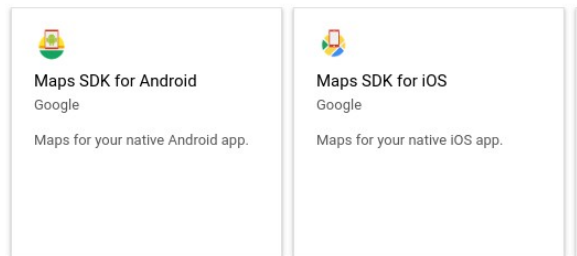 Maps SDK for Android
Google
Maps for your native Android app.
Maps SDK for iOS
Google
Maps for your native iOS app.